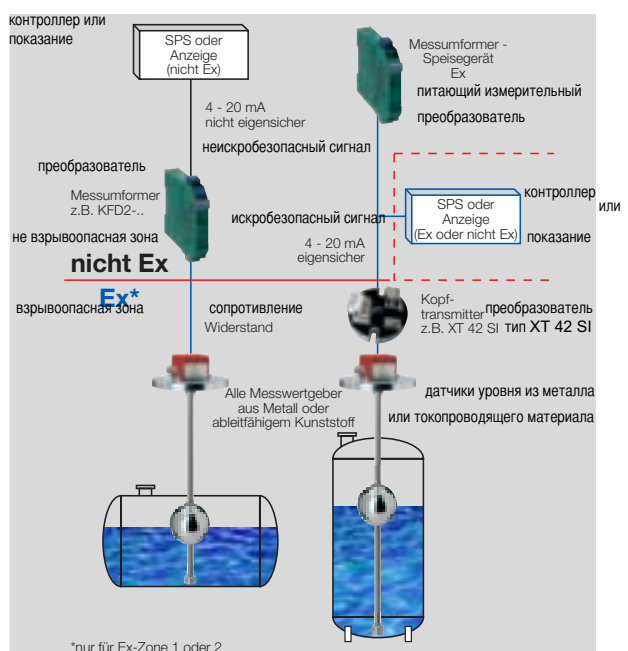 контроллер или
показание
SPS oder
Anzeige
(nicht Ex)
Messumformer -
Speisegerät
Ex
питающий измерительный
преобразователь
4 - 20 mA
nicht eigensicher
неискробезопасный сигнал
преобразователь
Messumformer
z.B. KFD2-..
искробезопасный сигнал
SPS oder
Anzeige
(Ex oder nicht Ex)
контроллер
или
показание
не взрывоопасная зона
4 - 20 mA
eigensicher
nicht Ex
Ex*
взрывоопасная зона
сопротивление
Widerstand
Kopf-
transmitter
z.B. XT 42 SI
преобразователь
тип XT 42 SI
Alle Messwertgeber
aus Metall oder
ableitfähigem Kunststoff
датчики уровня из металла
или токопроводящего материала
*nur für Ex-Zone 1 oder 2